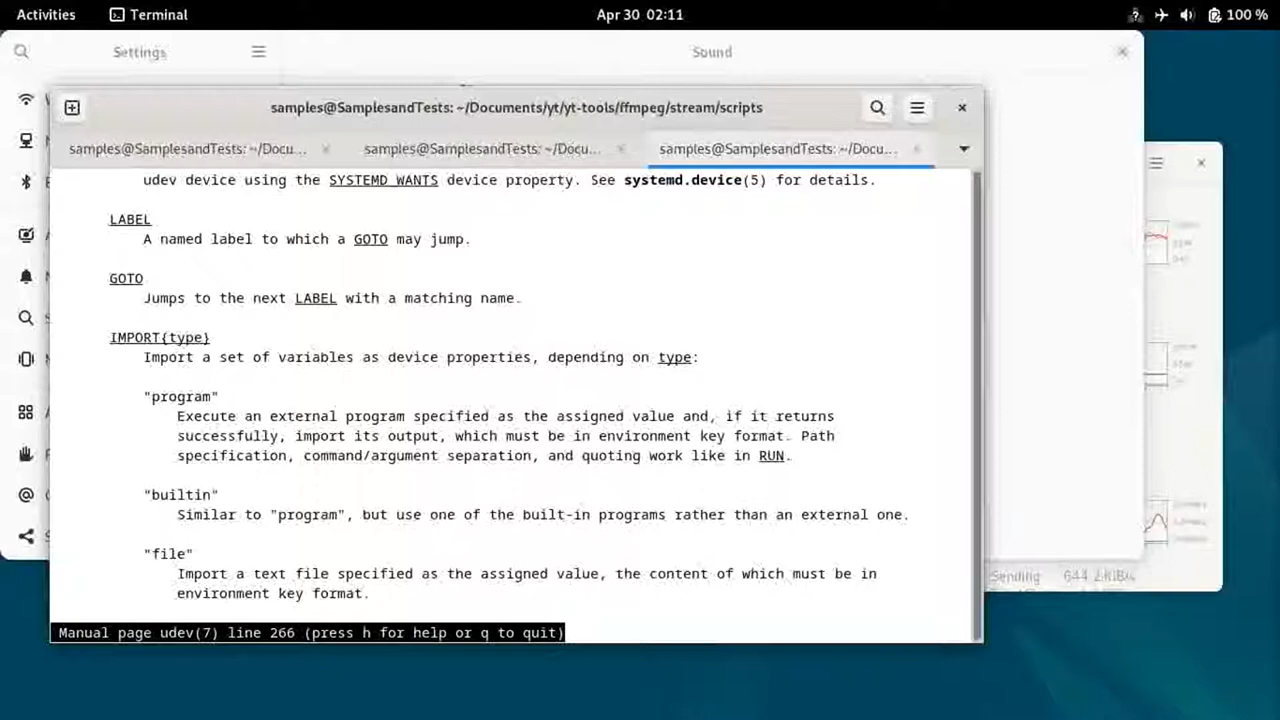 Activities
Terminal
Apr 30 02:11
100 %
Settings
Sound
samples@SamplesandTests: ~/Documents/yt/yt-tools/ffmpeg/stream/scripts
samples@SamplesandTests: ~/Docu...
samples@SamplesandTests: ~/Docu...
samples@SamplesandTests: ~/Docu...
udev device using the SYSTEMD_WANTS device property. See systemd.device(5) for details.
LABEL
A named label to which a GOTO may jump.
GOTO
Jumps to the next LABEL with a matching name.
IMPORT{type}
Import a set of variables as device properties, depending on type:
"program"
Execute an external program specified as the assigned value and, if it returns
successfully, import its output, which must be in environment key format. Path
specification, command/argument separation, and quoting work like in RUN.
"builtin"
Similar to "program", but use one of the built-in programs rather than an external one.
"file"
Import a text file specified as the assigned value, the content of which must be in
environment key format.
Manual page udev(7) line 266 (press h for help or q to quit)
Sending